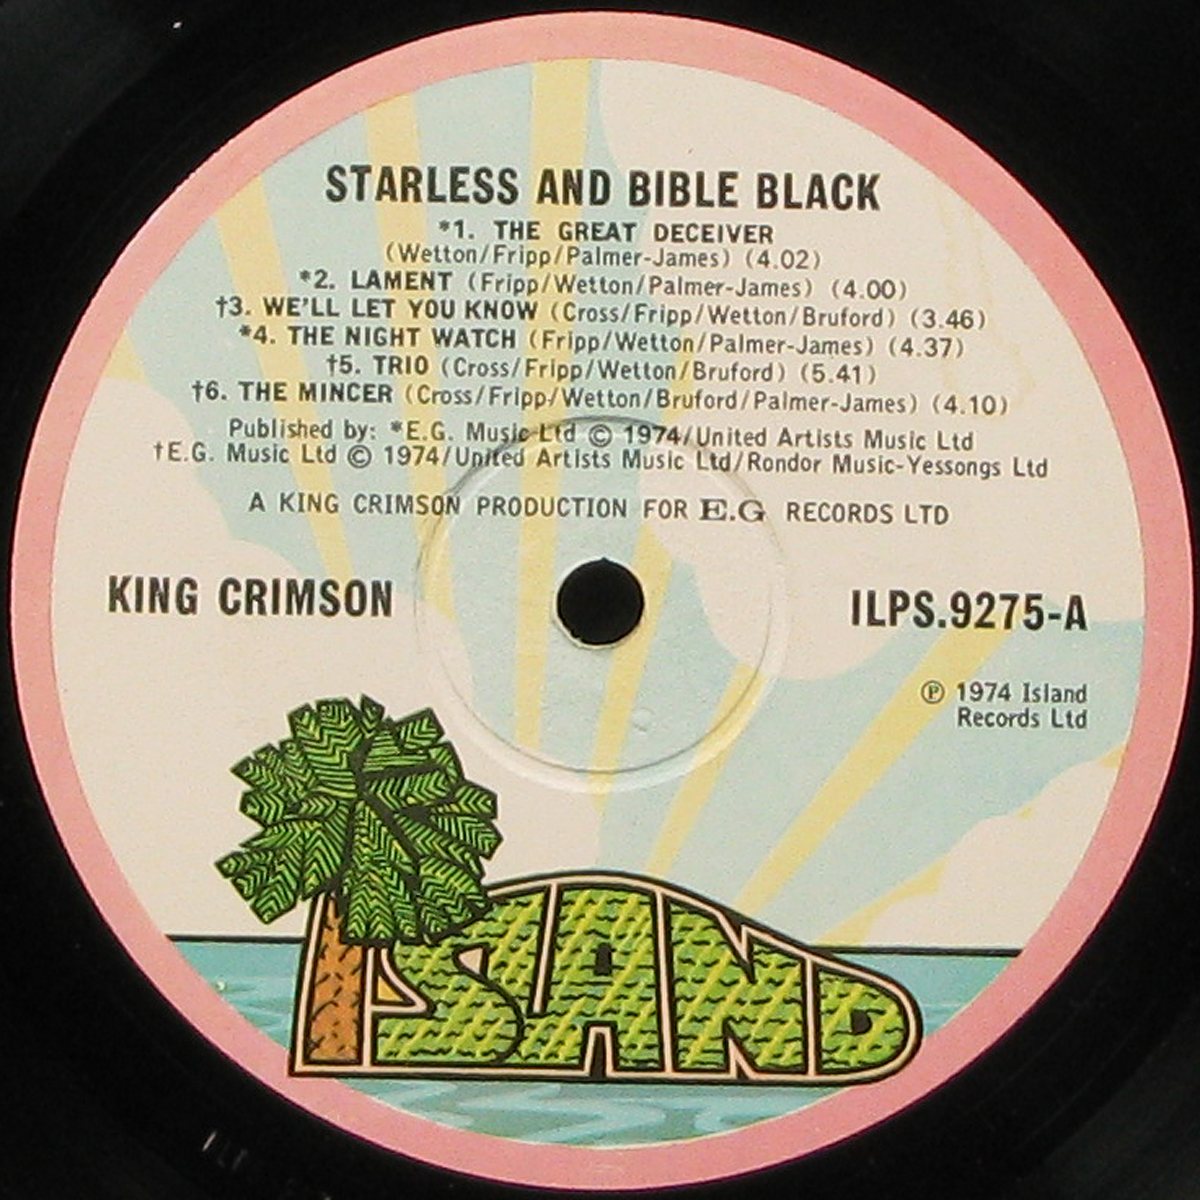 STARLESS AND BIBLE BLACK
*1. THE GREAT DECEIVER
(Wetton/Fripp/Palmer-James) (4.02)
*2. LAMENT (Fripp/Wetton/Palmer-James) (4.00)
†3. WE'LL LET YOU KNOW (Cross/Fripp/Wetton/Bruford) (3.46)
*4. THE NIGHT WATCH (Fripp/Wetton/Palmer-James) (4.37)
†5. TRIO (Cross/Fripp/Wetton/Bruford) (5.41)
†6. THE MINCER (Cross/Fripp/Wetton/Bruford/Palmer-James) (4.10)
Published by: *E.G. Music Ltd © 1974/United Artists Music Ltd
†E.G. Music Ltd © 1974/United Artists Music Ltd/Rondor Music-Yessongs Ltd
A KING CRIMSON PRODUCTION FOR E.G RECORDS LTD
KING CRIMSON
ILPS.9275-A
℗ 1974 Island
Records Ltd
ISLAND